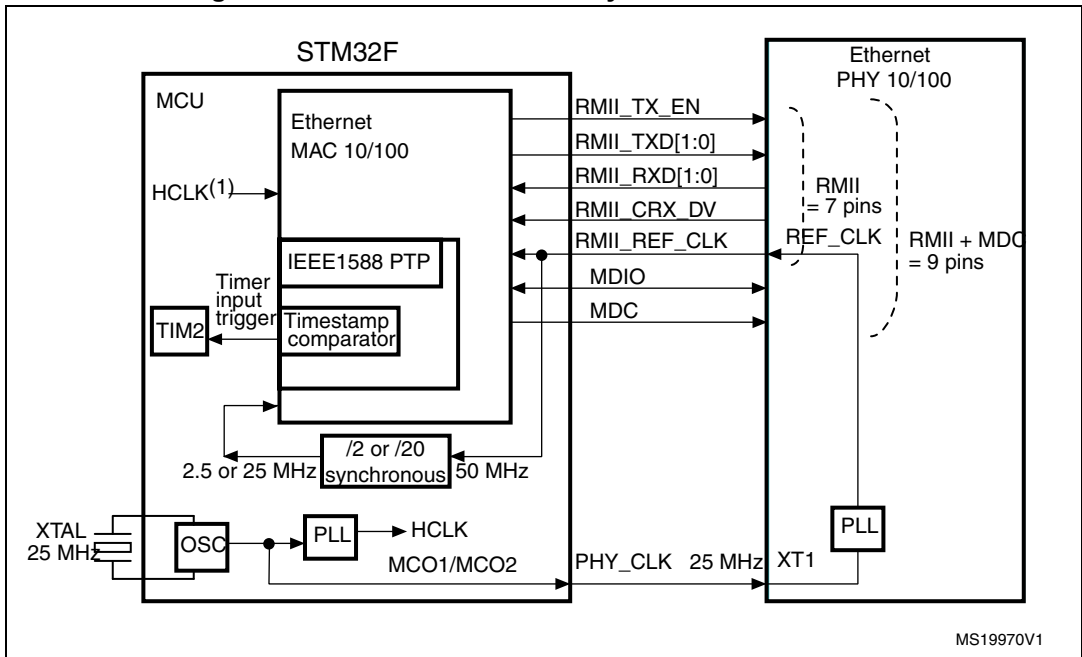 STM32F
Ethernet
PHY 10/100
MCU
Ethernet
MAC 10/100
HCLK(1)
RMII_TX_EN
RMII_TXD[1:0]
RMII_RXD[1:0]
RMII_CRX_DV
RMII_REF_CLK
MDIO
MDC
RMII
= 7 pins
REF_CLK
RMII + MDC
= 9 pins
IEEE1588 PTP
Timer
input
trigger
TIM2
Timestamp
comparator
/2 or /20
synchronous
2.5 or 25 MHz
50 MHz
XTAL
25 MHz
OSC
PLL
HCLK
MCO1/MCO2
PHY_CLK
25 MHz
XT1
PLL
MS19970V1